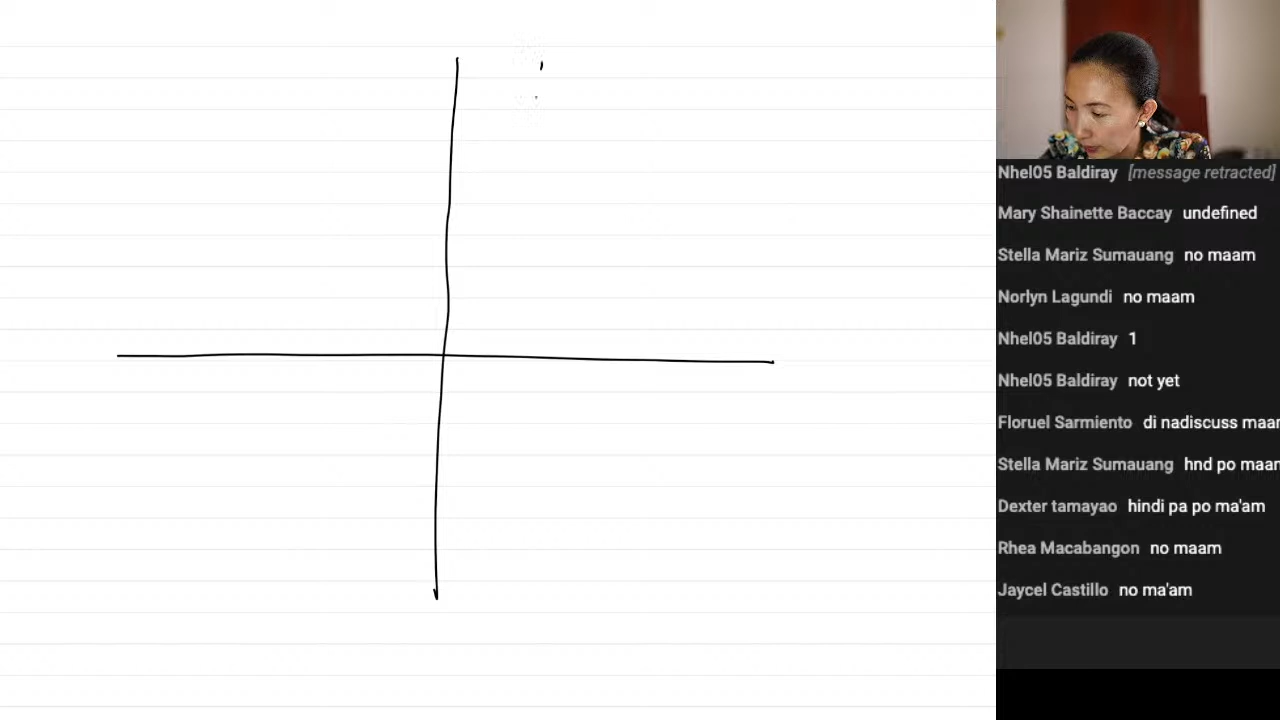 Nhel05 Baldiray [message retracted]
Mary Shainette Baccay undefined
Stella Mariz Sumauang no maam
Norlyn Lagundi no maam
Nhel05 Baldiray 1
Nhel05 Baldiray not yet
Floruel Sarmiento di nadiscuss maam
Stella Mariz Sumauang hnd po maam
Dexter tamayao hindi pa po ma'am
Rhea Macabangon no maam
Jaycel Castillo no ma'am